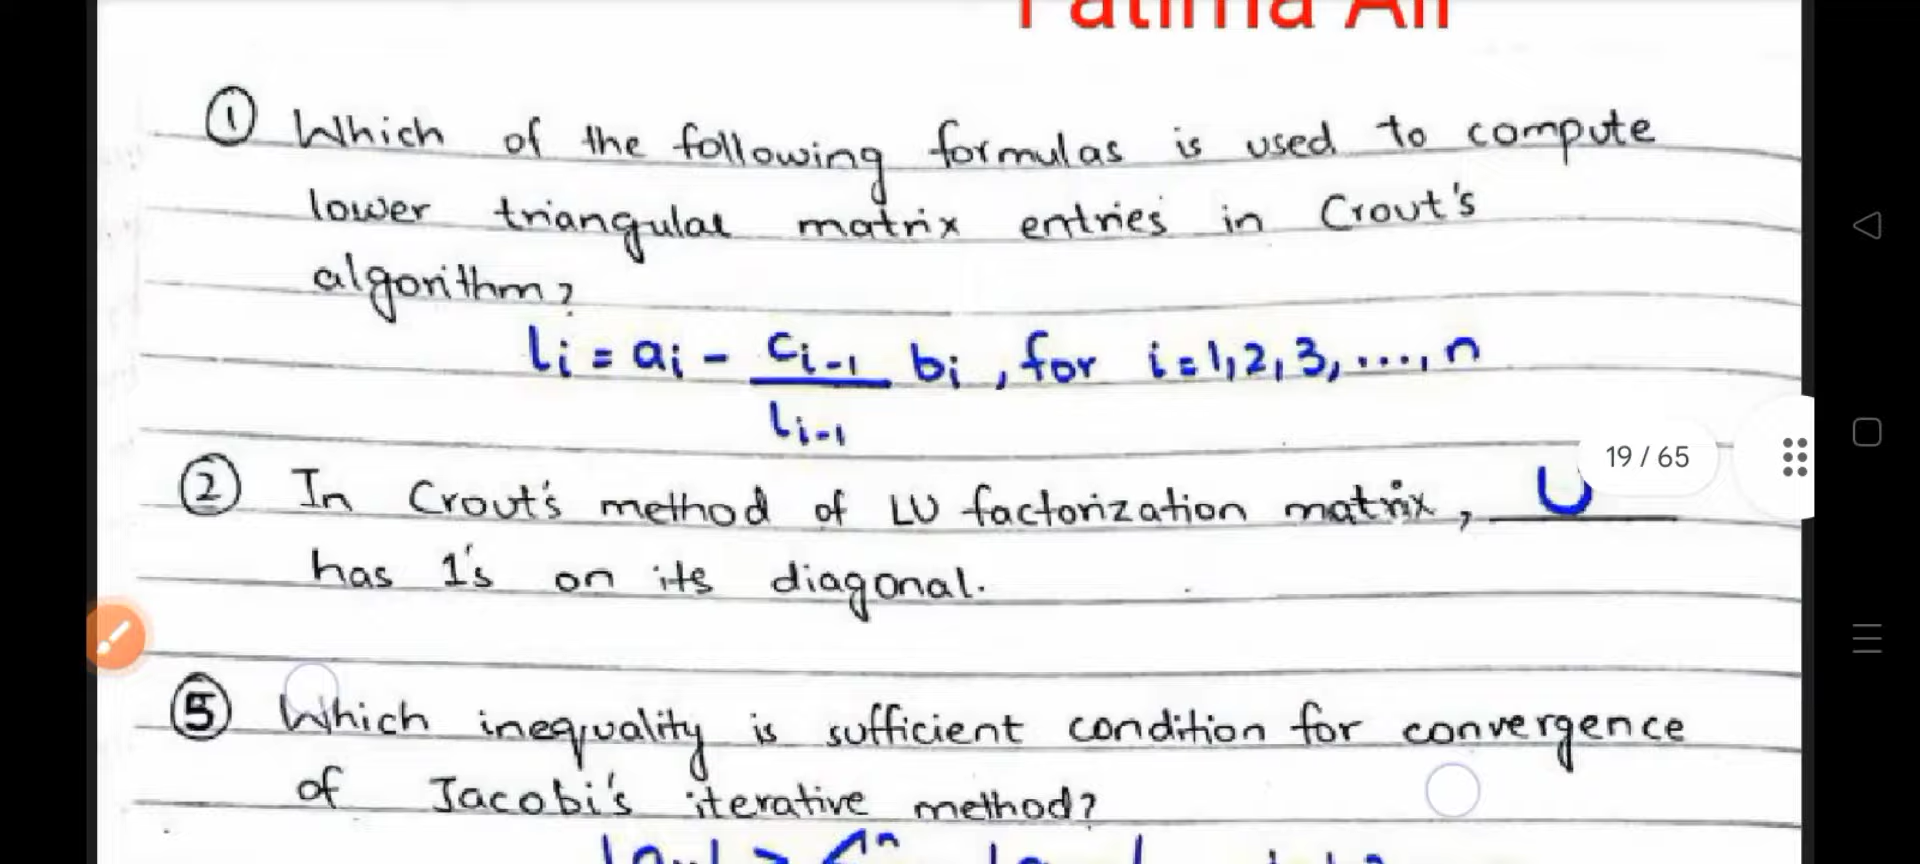 Fatima Ali
① Which of the following formulas is used to compute
lower triangular matrix entries in Crout's
algorithm?
li = ai - ci-1/li-1 bi, for i=1,2,3,....,n
② In Crout's method of LU factorization matrix, U
has 1's on its diagonal.
19 / 65
⑤ Which inequality is sufficient condition for convergence
of Jacobi's iterative method?